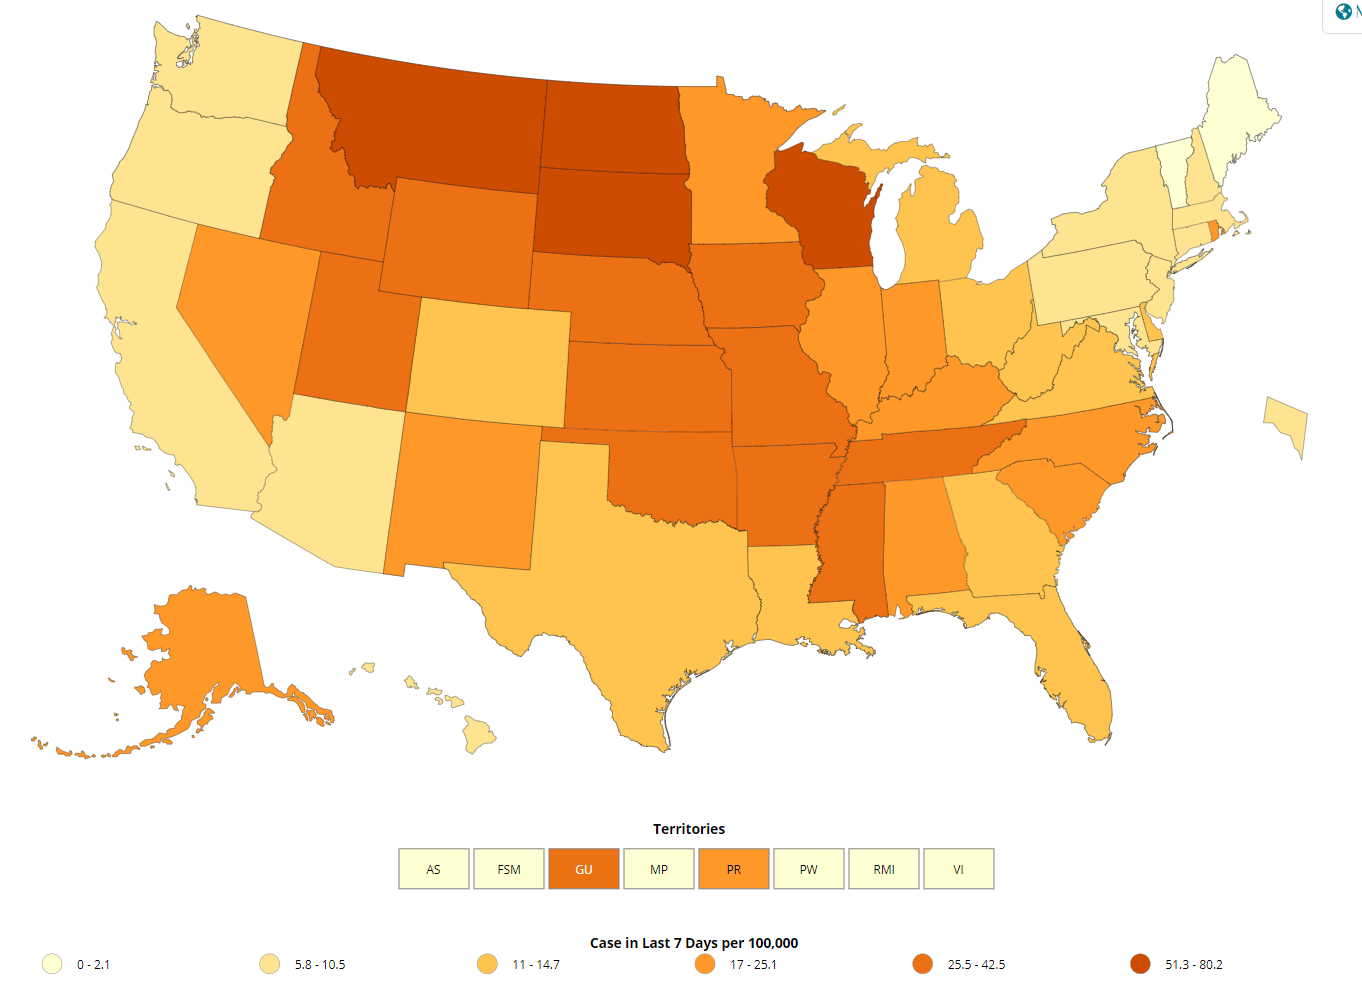 N
Territories
AS FSM GU MP PR PW RMI VI
Case in Last 7 Days per 100,000
0 - 2.1 5.8 - 10.5 11 - 14.7 17 - 25.1 25.5 - 42.5 51.3 - 80.2